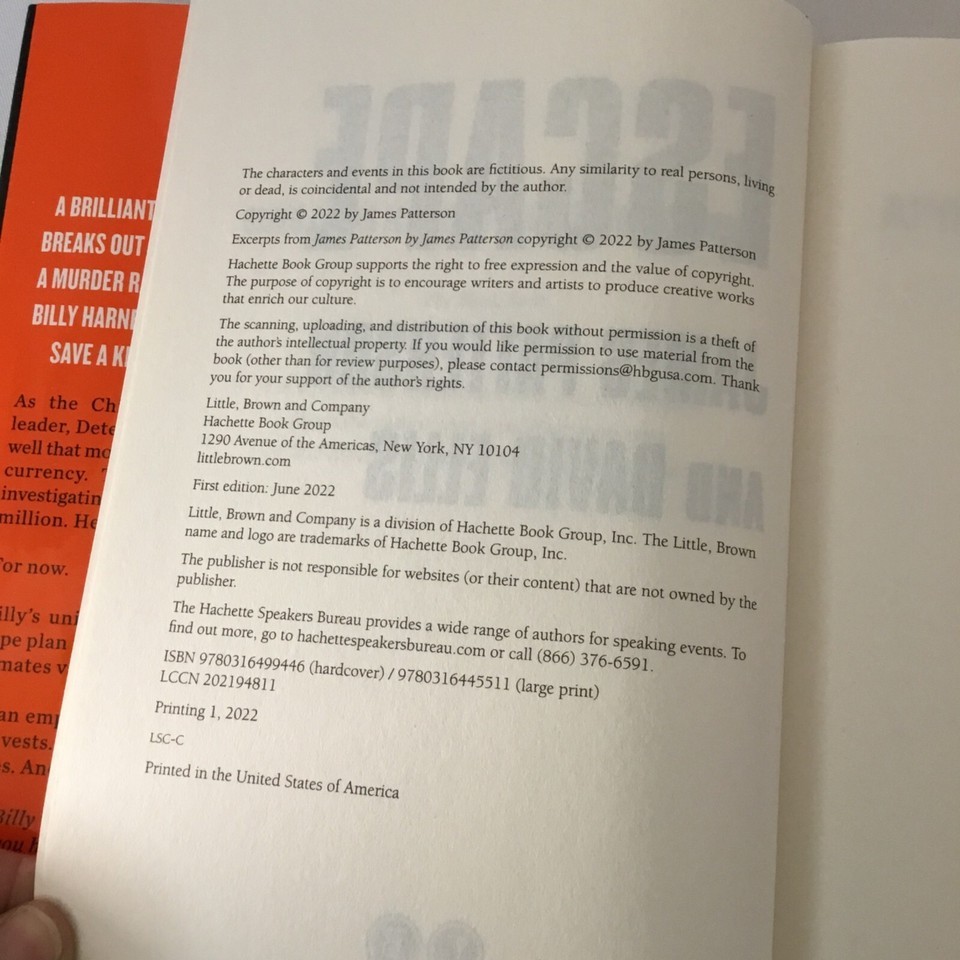 A BRILLIANT
BREAKS OUT
A MURDER
BILLY
SAVE A
As the
leader,
well that
currency.
investigatin
million. He
For now.
Billy's
plan
vests.
Billy
The characters and events in this book are fictitious. Any similarity to real persons, living
or dead, is coincidental and not intended by the author.
Copyright © 2022 by James Patterson
Excerpts from James Patterson by James Patterson copyright © 2022 by James Patterson
Hachette Book Group supports the right to free expression and the value of copyright.
The purpose of copyright is to encourage writers and artists to produce creative works
that enrich our culture.
The scanning, uploading, and distribution of this book without permission is a theft of
the author's intellectual property. If you would like permission to use material from the
book (other than for review purposes), please contact permissions@hbgusa.com. Thank
you for your support of the author's rights.
Little, Brown and Company
Hachette Book Group
1290 Avenue of the Americas, New York, NY 10104
littlebrown.com
First edition: June 2022
Little, Brown and Company is a division of Hachette Book Group, Inc. The Little, Brown
name and logo are trademarks of Hachette Book Group, Inc.
The publisher is not responsible for websites (or their content) that are not owned by the
publisher.
The Hachette Speakers Bureau provides a wide range of authors for speaking events. To
find out more, go to hachettespeakersbureau.com or call (866) 376-6591.
ISBN 9780316499446 (hardcover) / 9780316445511 (large print)
LCCN 202194811
Printing 1, 2022
LSC-C
Printed in the United States of America